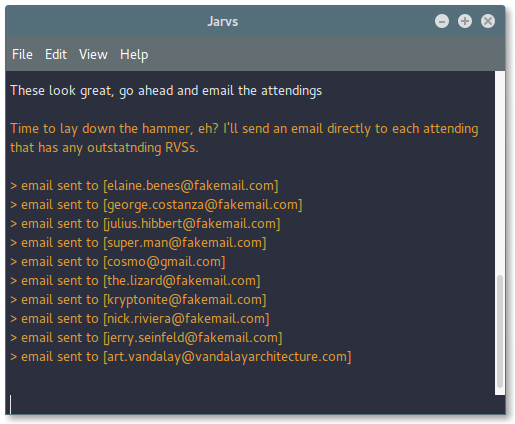 Jarvs
File Edit View Help
These look great, go ahead and email the attendings
Time to lay down the hammer, eh? I'll send an email directly to each attending
that has any outstatnding RVSs.
> email sent to [elaine.benes@fakemail.com]
> email sent to [george.costanza@fakemail.com]
> email sent to [julius.hibbert@fakemail.com]
> email sent to [super.man@fakemail.com]
> email sent to [cosmo@gmail.com]
> email sent to [the.lizard@fakemail.com]
> email sent to [kryptonite@fakemail.com]
> email sent to [nick.riviera@fakemail.com]
> email sent to [jerry.seinfeld@fakemail.com]
> email sent to [art.vandalay@vandalayarchitecture.com]